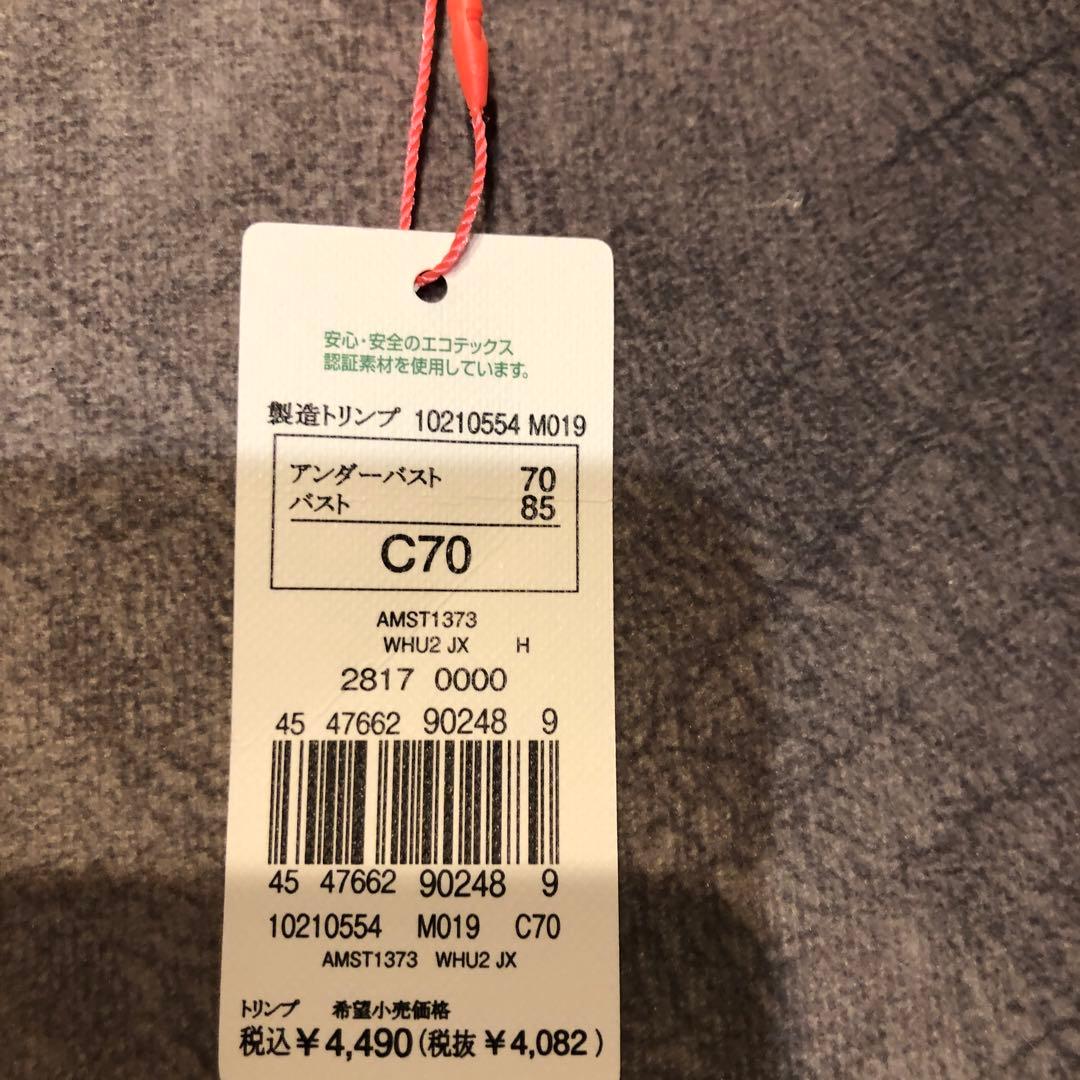 安心・安全のエコテックス
認証素材を使用しています。
製造トリンプ 10210554 M019
アンダーバスト 70
バスト 85
C70
AMST1373
WHU2 JX H
2817 0000
45 47662 90248 9
45 47662 90248 9
10210554 M019 C70
AMST1373 WHU2 JX
トリンプ 希望小売価格
税込¥4,490(税抜¥4,082)